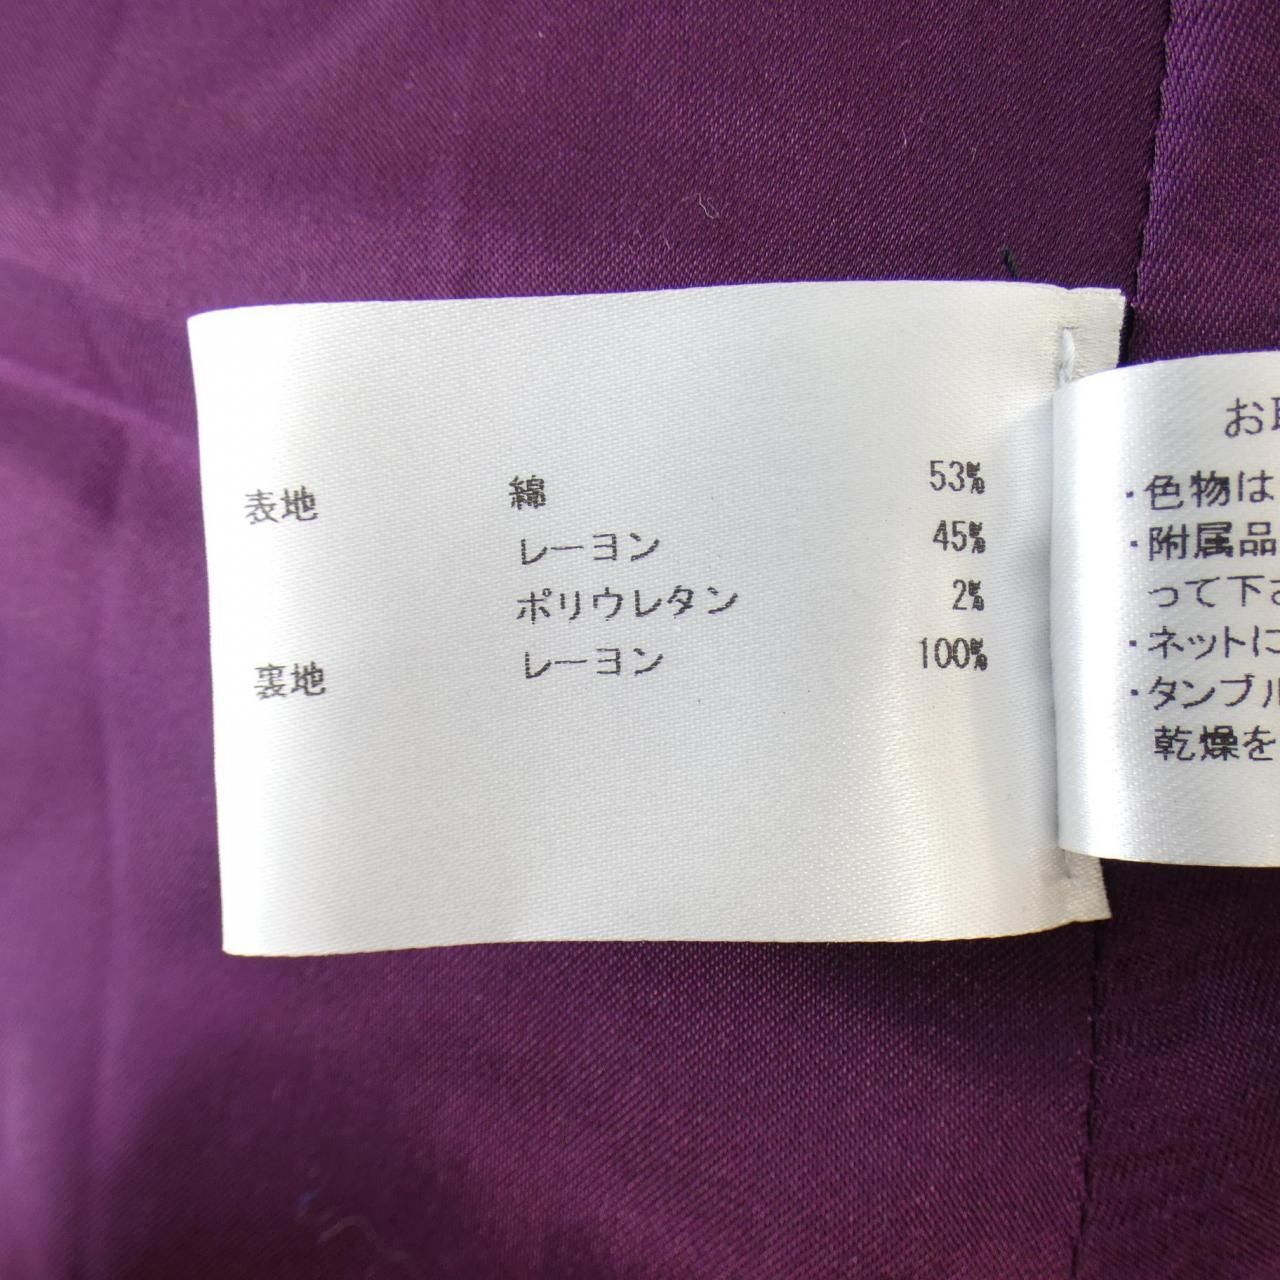 表地 綿 53%
レーヨン 45%
ポリウレタン 2%
裏地 レーヨン 100%
お取
・色物は
・附属品
って下さ
・ネットに
・タンブル
乾燥を